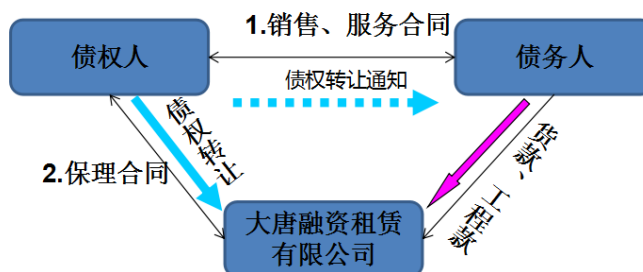 1.销售、服务合同
债权人
债务人
债权转让通知
债权转让
货款、工程款
2.保理合同
大唐融资租赁
有限公司